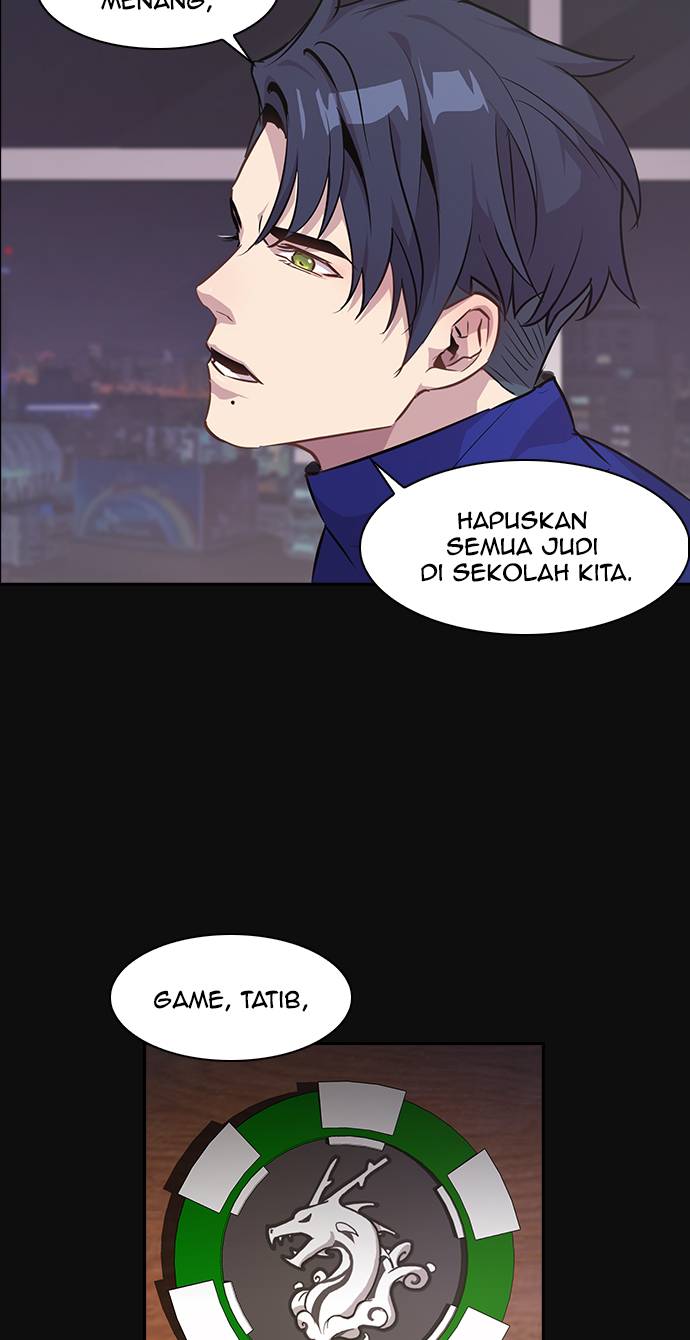 MENANG,
HAPUSKAN
SEMUA JUDI
DI SEKOLAH KITA.
GAME, TATIB,